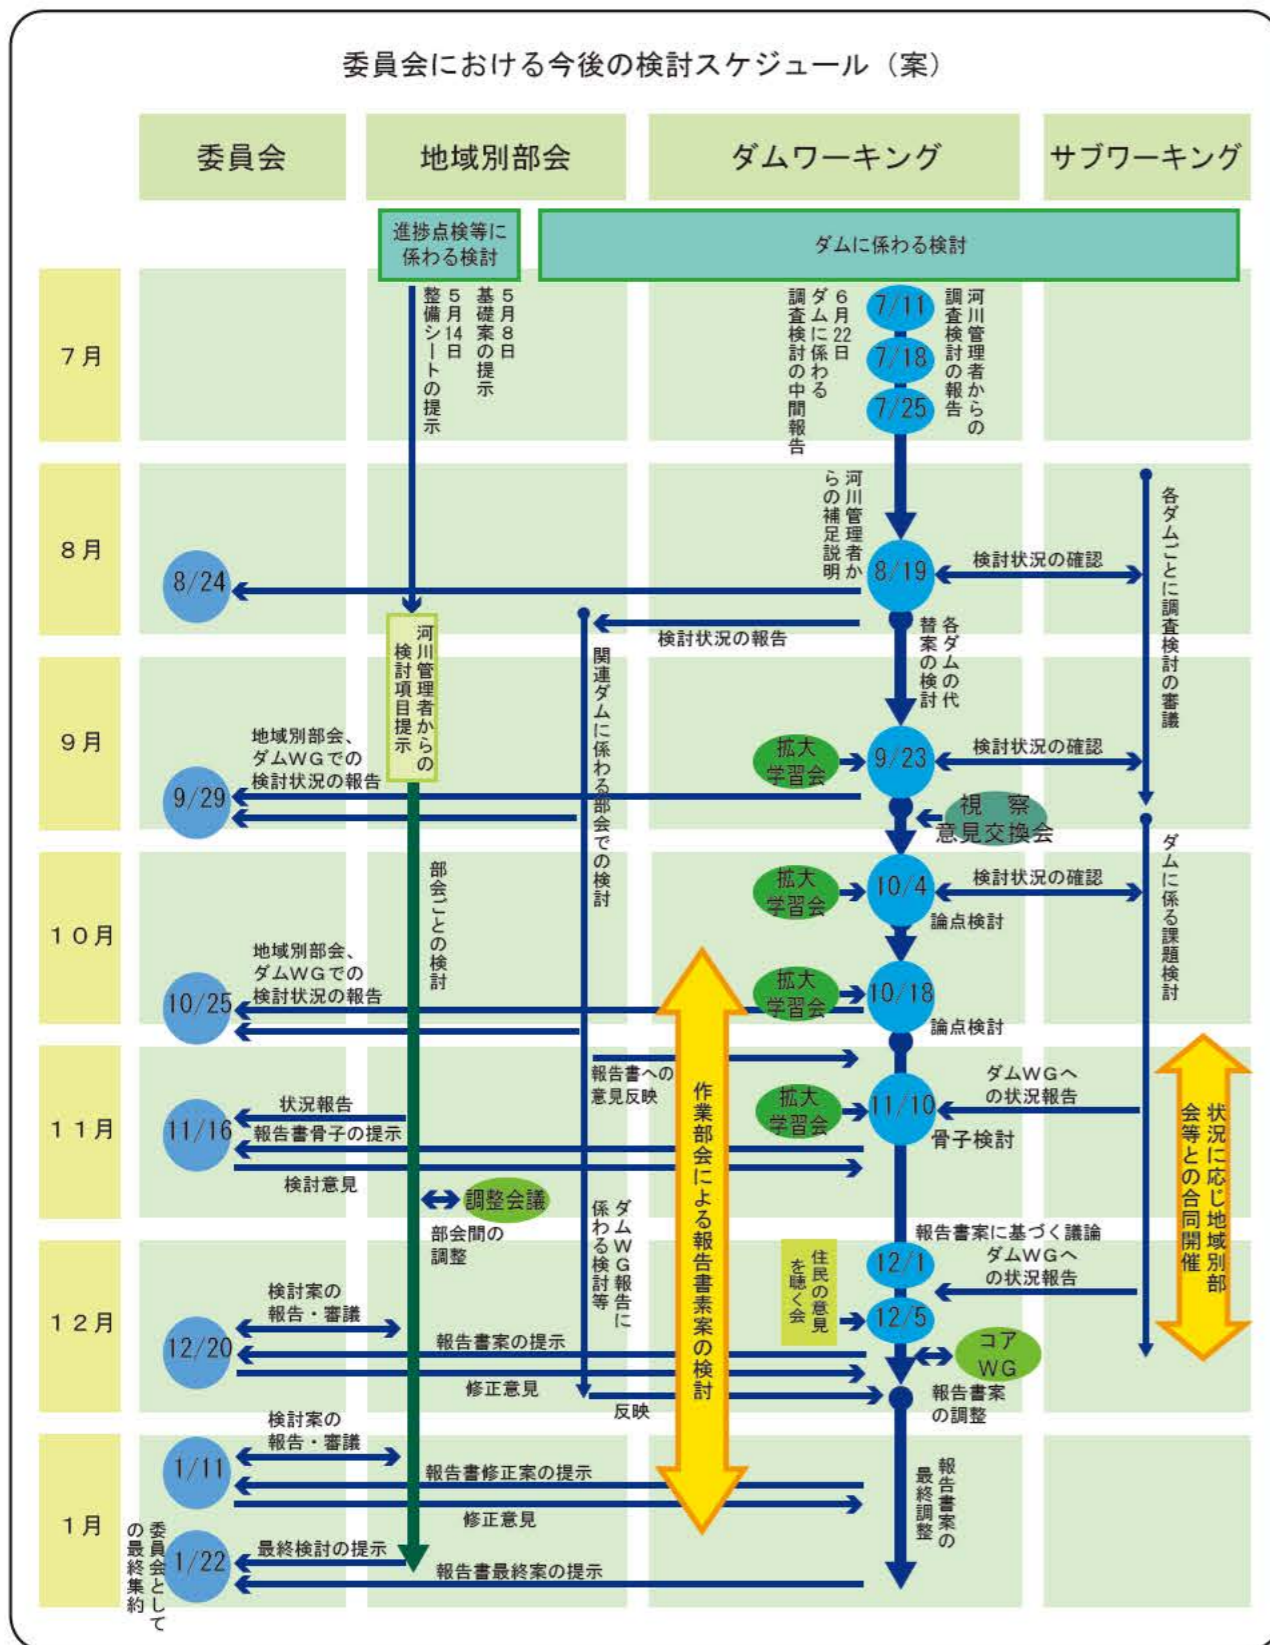 委員会における今後の検討スケジュール（案）
委員会
地域別部会
ダムワーキング
サブワーキング
進捗点検等に
係わる検討
ダムに係わる検討
7月
5月8日
基礎案の提示
5月14日
整備シートの提示
6月22日
ダムに係わる
調査検討の中間報告
7/11
7/18
7/25
河川管理者からの
調査検討の報告
8月
8/24
河川管理者か
らの補足説明
8/19
検討状況の確認
各ダムごとに調査検討の審議
検討状況の報告
各ダムの代
替案の検討
河川管理者からの
検討項目提示
関連ダムに係わる部会での検討
9月
地域別部会、
ダムWGでの
検討状況の報告
9/29
拡大
学習会
9/23
検討状況の確認
視　察
意見交換会
部会ごとの検討
10月
拡大
学習会
10/4
検討状況の確認
論点検討
ダムに係る課題検討
地域別部会、
ダムWGでの
検討状況の報告
10/25
拡大
学習会
10/18
論点検討
11月
報告書への
意見反映
作業部会による報告書素案の検討
状況に応じ地域別部
会等との合同開催
状況報告
11/16
報告書骨子の提示
検討意見
拡大
学習会
11/10
ダムWGへ
の状況報告
骨子検討
調整会議
部会間の
調整
ダムWG報告に
係わる検討等
12月
報告書案に基づく議論
12/1
ダムWGへ
の状況報告
住民の意見
を聴く会
12/5
検討案の
報告・審議
12/20
報告書案の提示
修正意見
コア
WG
反映
報告書案
の調整
1月
検討案の
報告・審議
1/11
報告書修正案の提示
修正意見
報告書案の
最終調整
委員会として
の最終集約
1/22
最終検討の提示
報告書最終案の提示